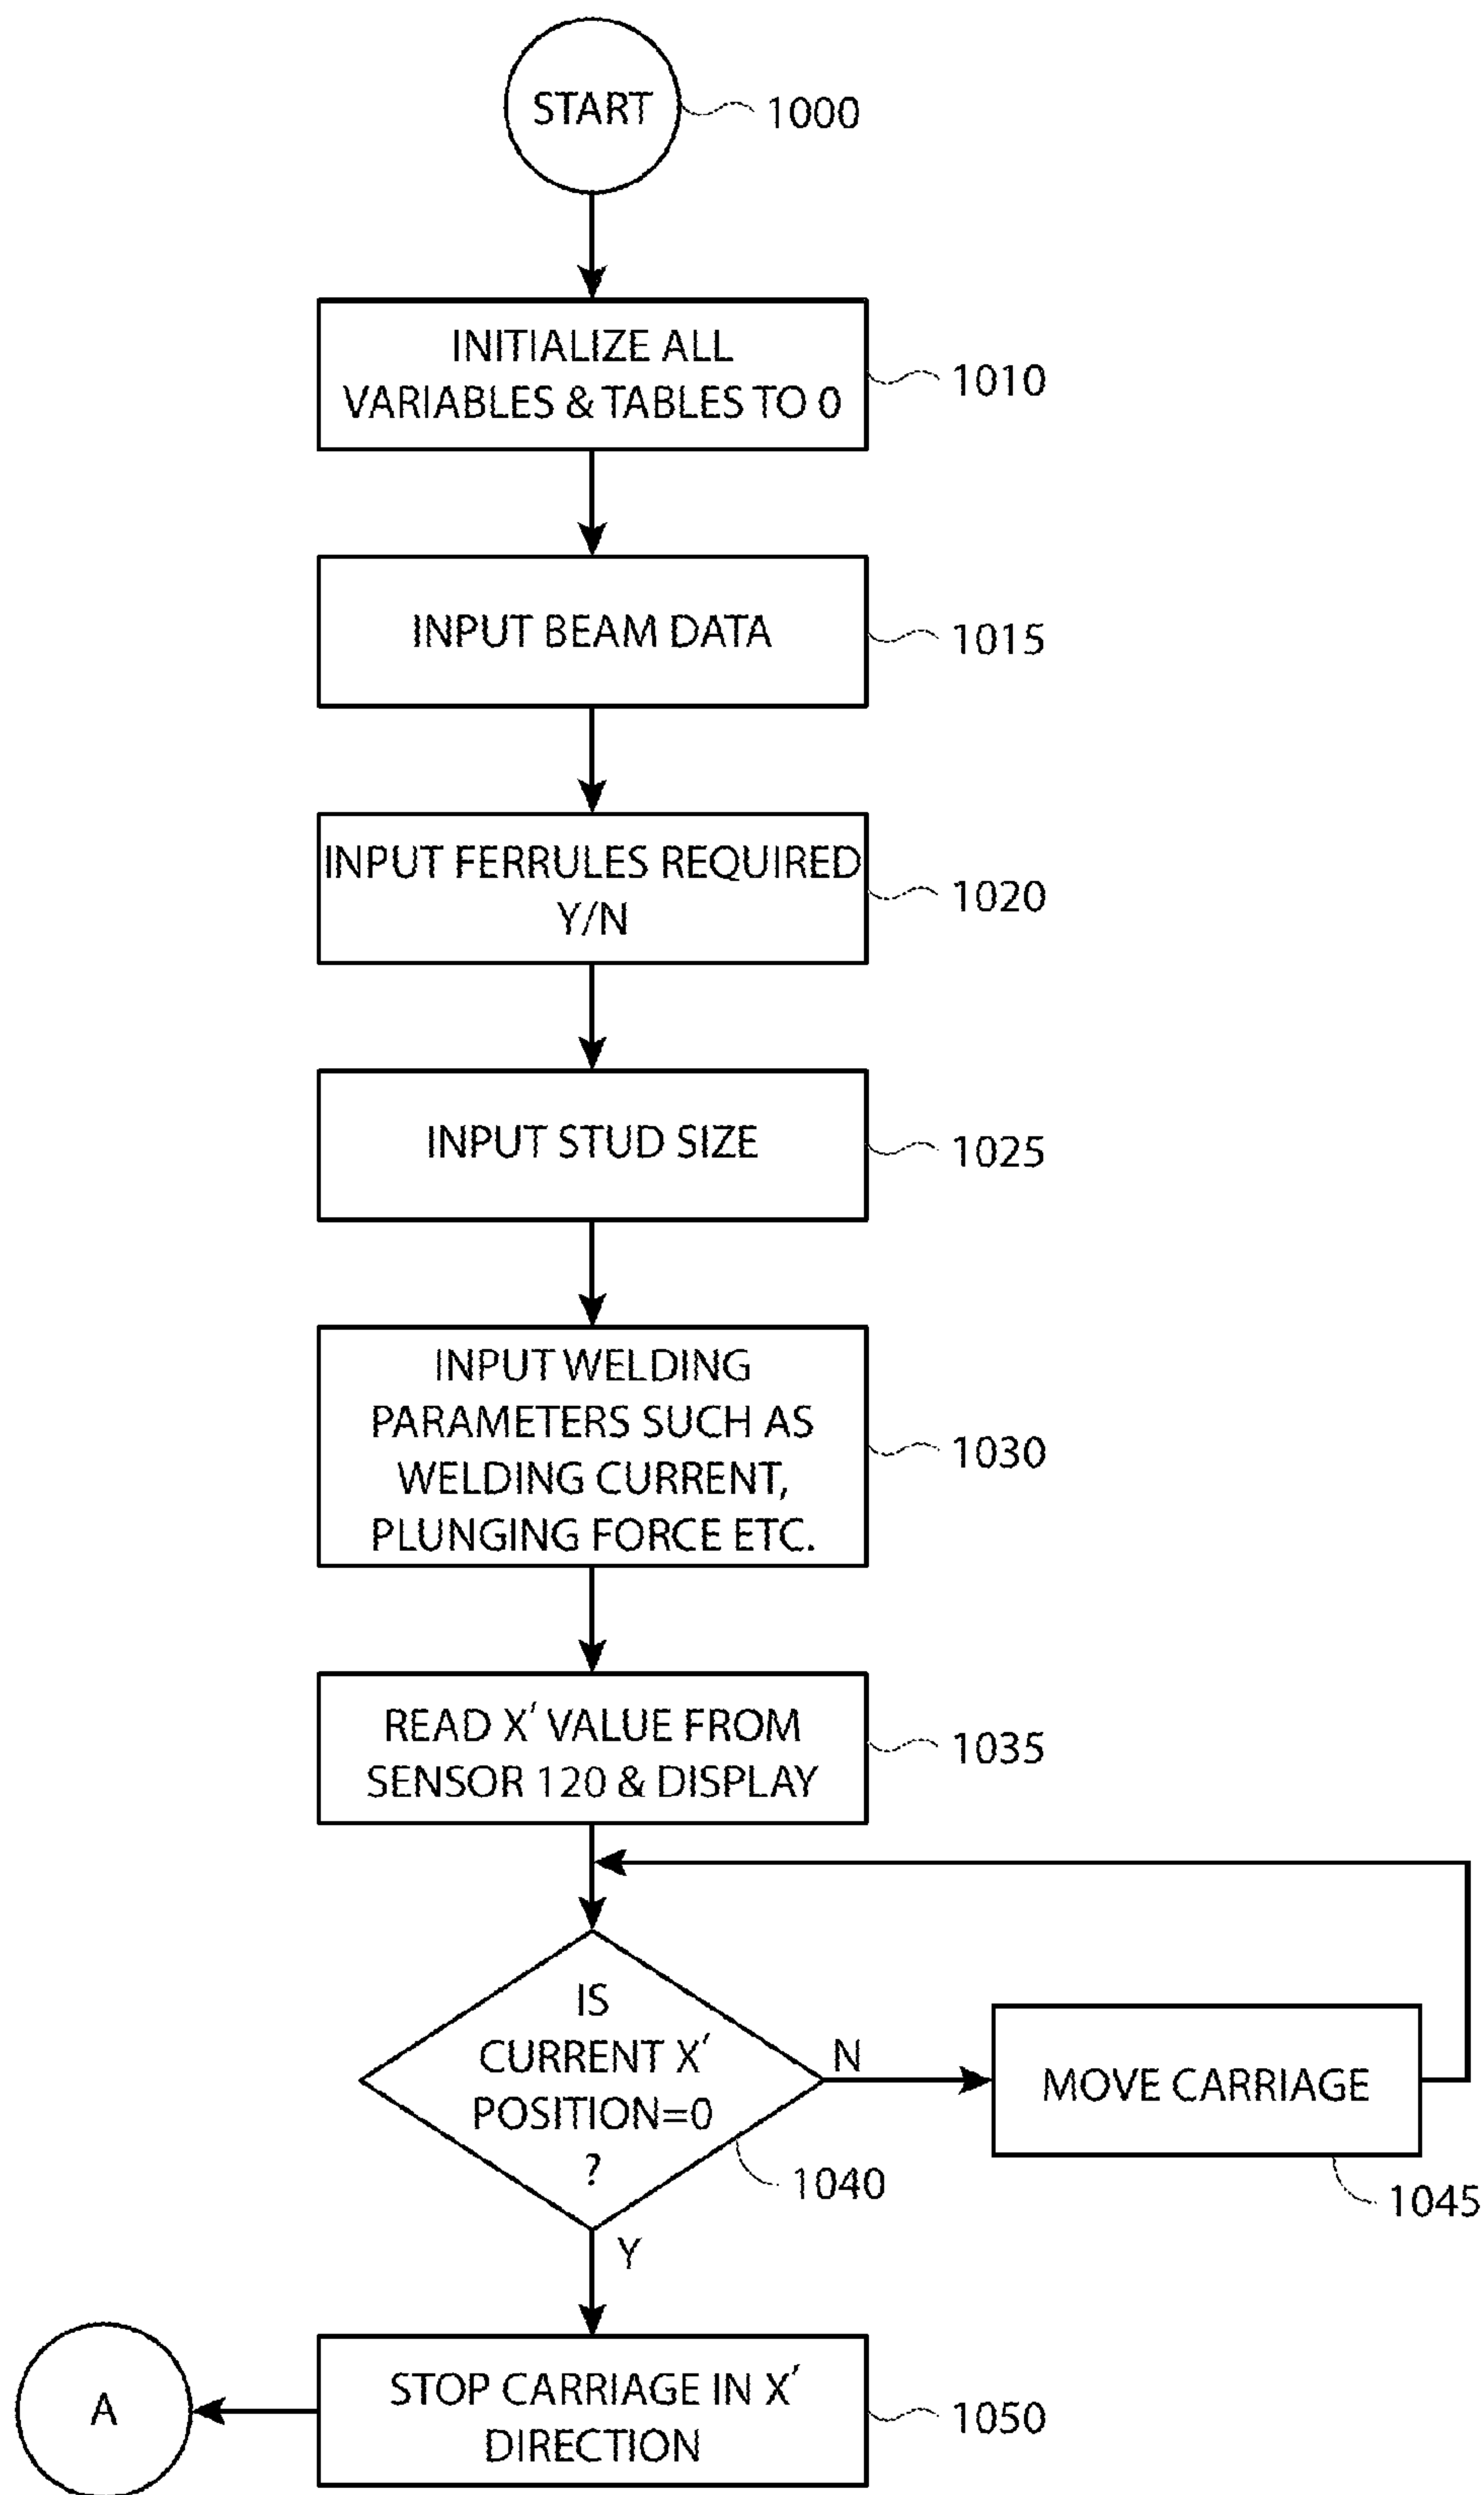 START
1000
INITIALIZE ALL
VARIABLES & TABLES TO 0
1010
INPUT BEAM DATA
1015
INPUT FERRULES REQUIRED
Y/N
1020
INPUT STUD SIZE
1025
INPUT WELDING
PARAMETERS SUCH AS
WELDING CURRENT,
PLUNGING FORCE ETC.
1030
READ X' VALUE FROM
SENSOR 120 & DISPLAY
1035
IS
CURRENT X'
POSITION=0
?
1040
N
MOVE CARRIAGE
1045
Y
STOP CARRIAGE IN X'
DIRECTION
1050
A